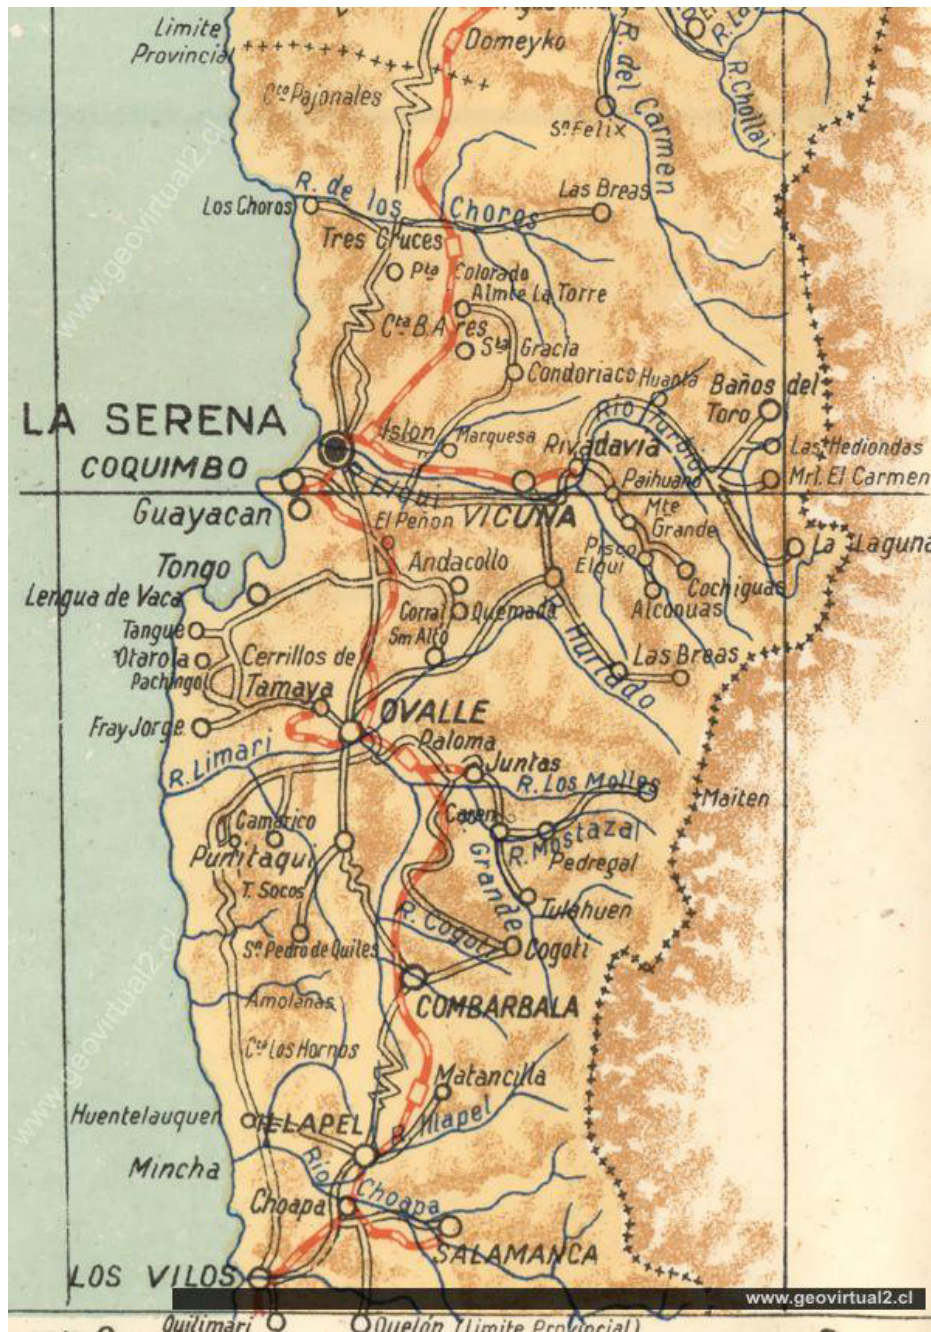 Domeyko
Limite
Provincial
Cta Pajonales
R. del Carmen
R. Chollai
Sn Felix
Las Breas
R. de los Choros
Los Choros
Tres Cruces
Pta Colorado
Almte La Torre
Cta B. Aires
Sta Gracia
Condoriaco
Huanta
Baños del
Toro
LA SERENA
Islon
Marquesa
Rio Turbio
Rivadavia
Las Hediondas
COQUIMBO
R. Elqui
Paihuano
Mrl. El Carmen
Guayacan
El Peñon
VICUÑA
Mte
Grande
Pisco
Elqui
La Laguna
Tongo
Andacollo
Cochiguas
Lengua de Vaca
Corral Quemado
Alcohuas
Tangue
Sm Alto
R. Hurtado
Otarola
Cerrillos de
Tamaya
Las Breas
Pachingo
Fray Jorge
OVALLE
Paloma
R. Limari
Juntas
R. Los Molles
Maiten
Camarico
Caren
R. Mostazal
Punitaqui
Pedregal
R. Grande
T. Socos
Tulahuen
R. Cogoti
Sn Pedro de Quiles
Cogoti
Amolanas
COMBARBALA
Cta Los Hornos
Matancilla
Huentelauquen
ILLAPEL
R. Illapel
Mincha
Rio Choapa
Choapa
SALAMANCA
LOS VILOS
www.geovirtual2.cl
Quilimari
Quelón (Limite Provincial)
www.geovirtual2.cl
www.geovirtual2.cl